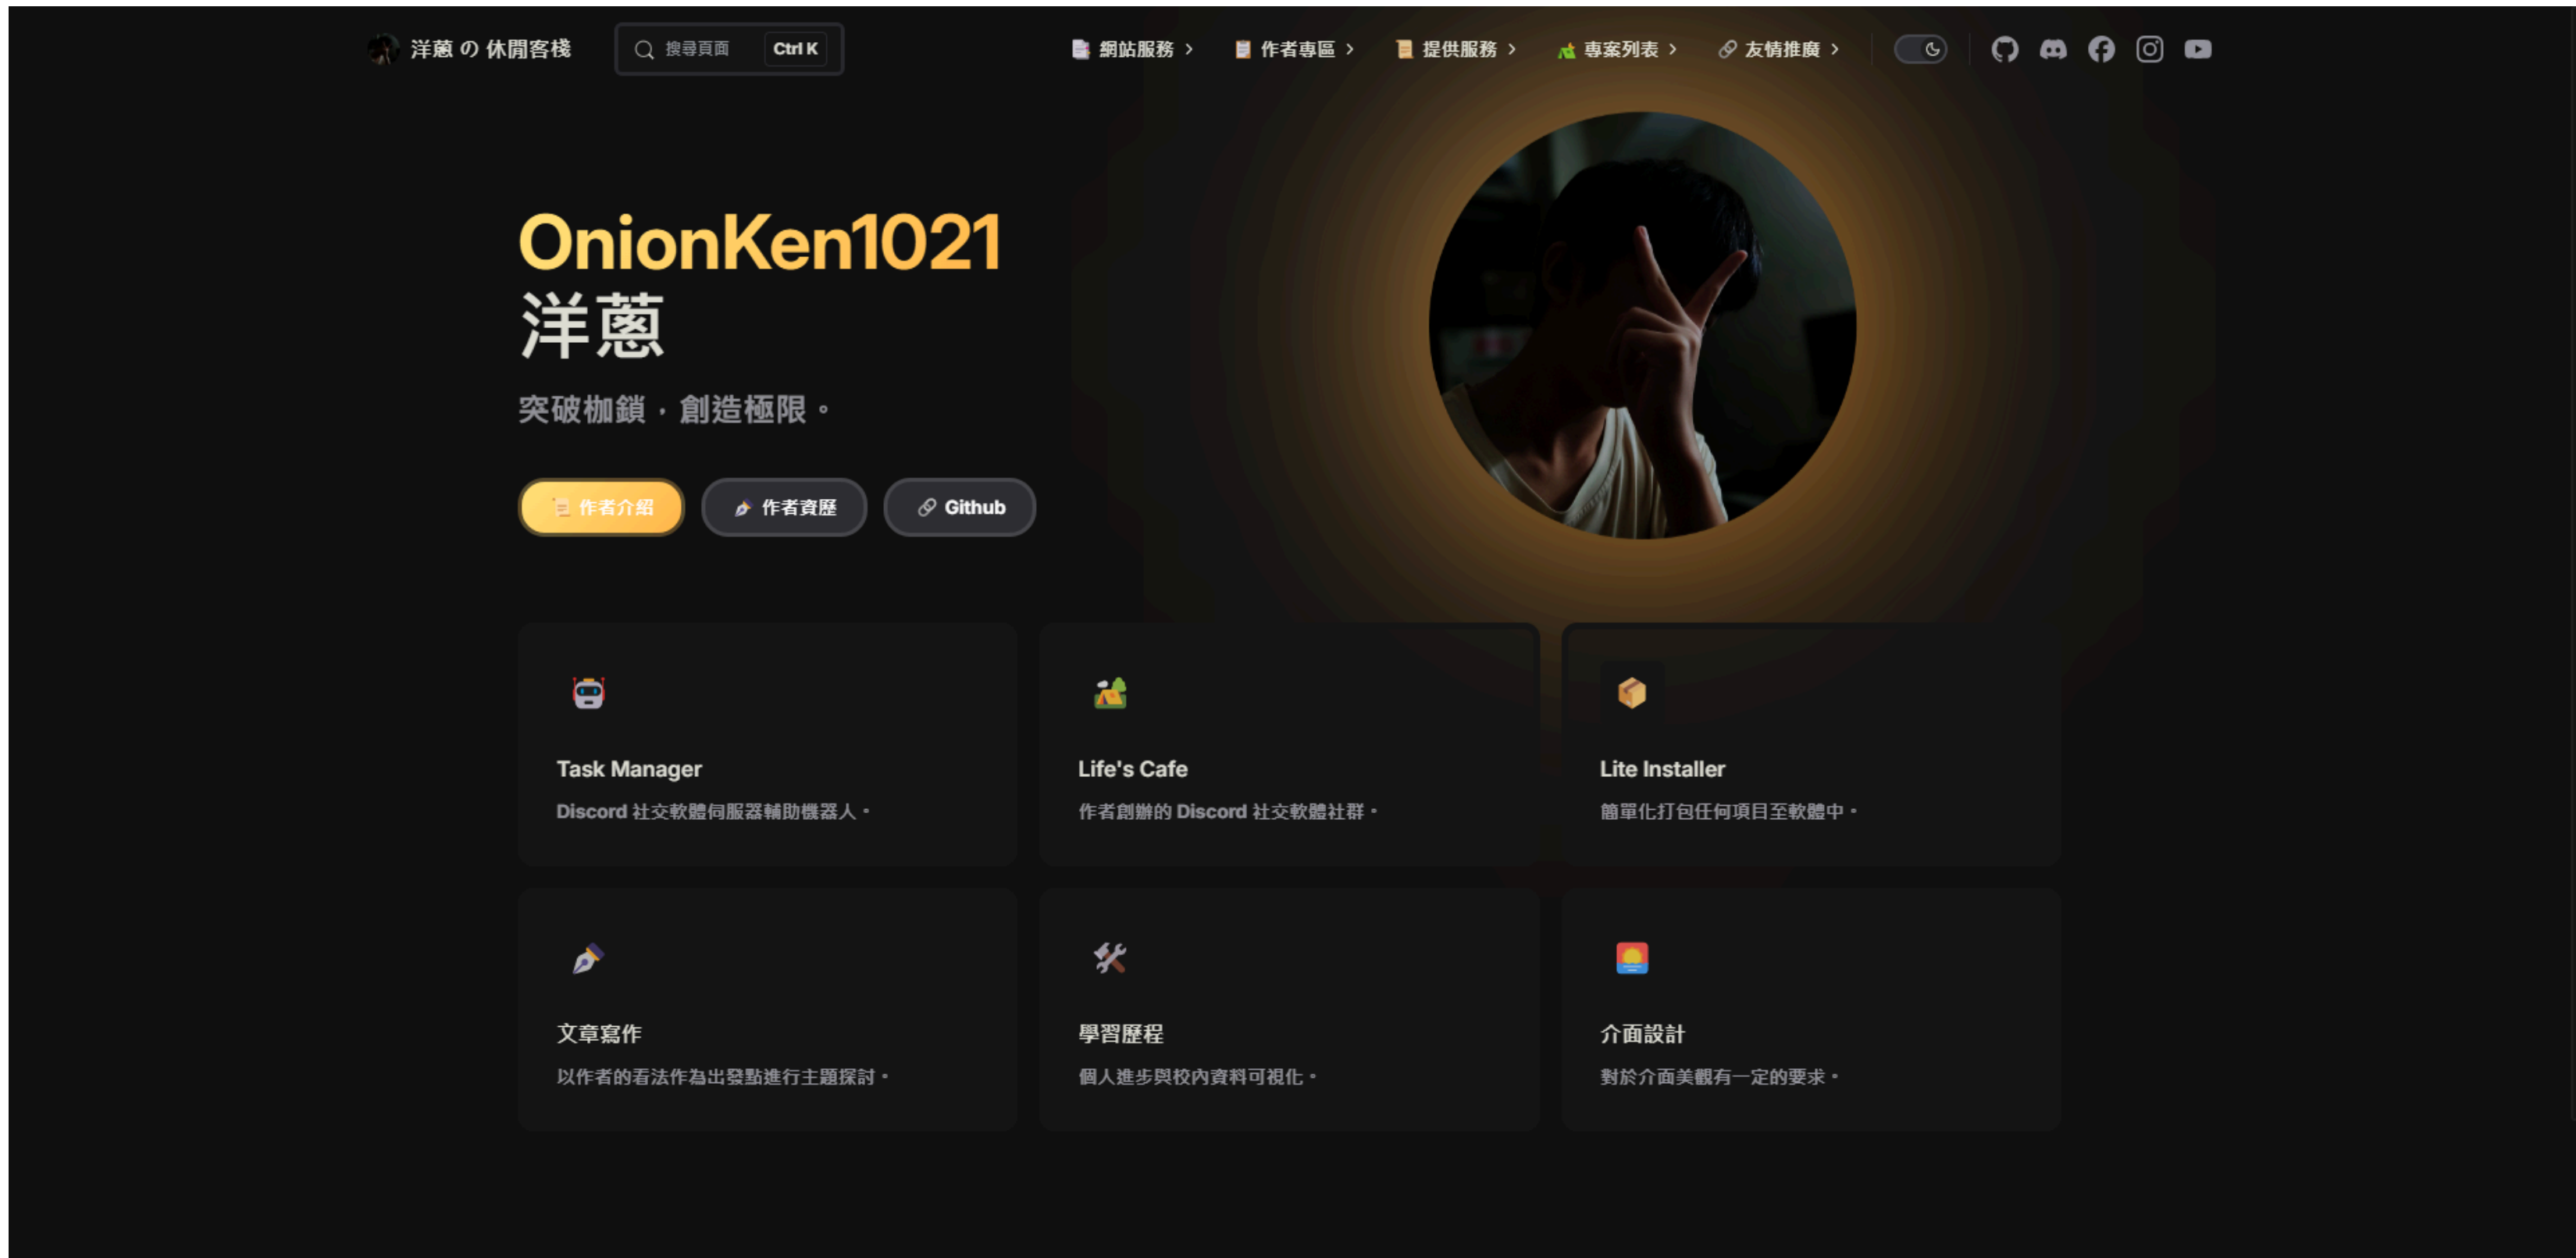 洋蔥 の 休閒客棧
搜尋頁面 Ctrl K
網站服務
作者專區
提供服務
專案列表
友情推廣
OnionKen1021
洋蔥
突破枷鎖，創造極限。
作者介紹
作者資歷
Github
Task Manager
Discord 社交軟體伺服器輔助機器人。
Life's Cafe
作者創辦的 Discord 社交軟體社群。
Lite Installer
簡單化打包任何項目至軟體中。
文章寫作
以作者的看法作為出發點進行主題探討。
學習歷程
個人進步與校內資料可視化。
介面設計
對於介面美觀有一定的要求。